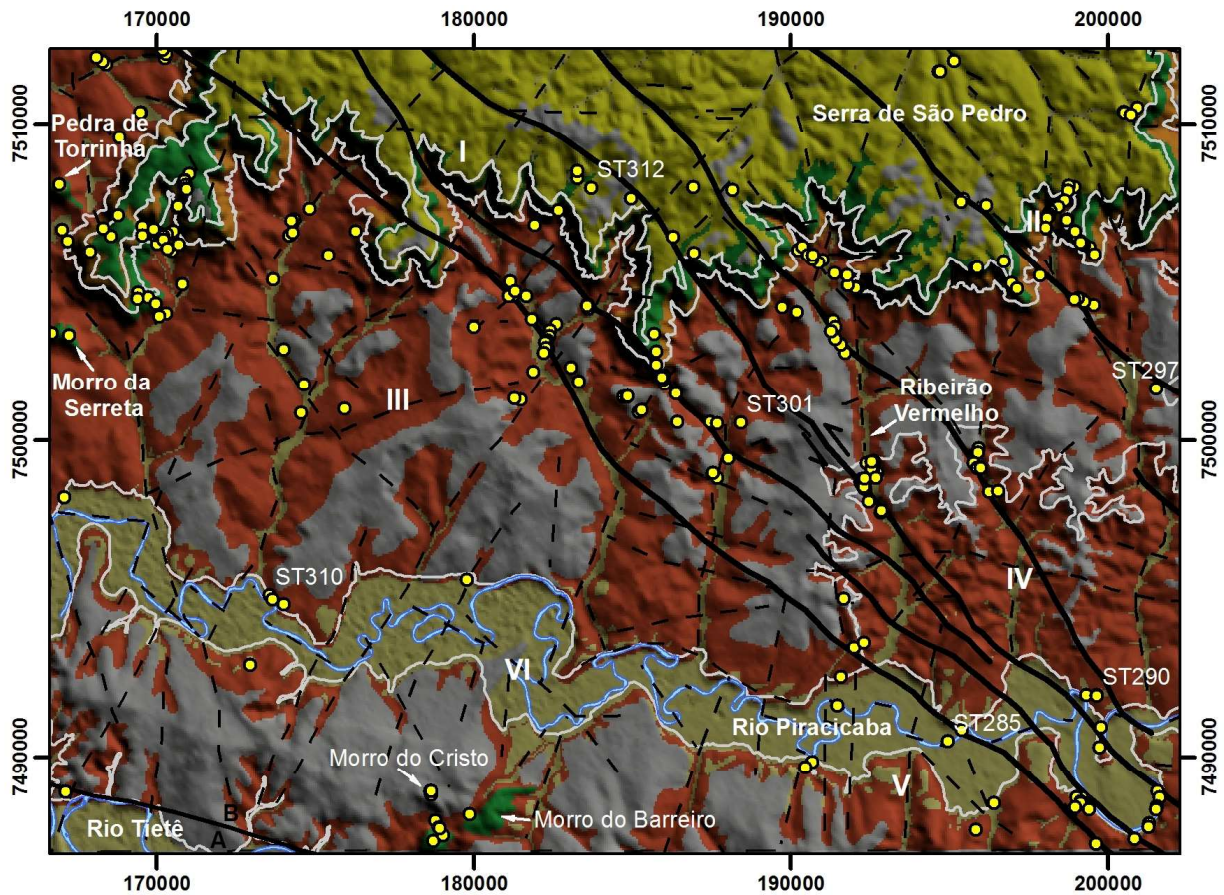 170000
180000
190000
200000
7510000
7510000
Pedra de
Torrinha
Serra de São Pedro
I
ST312
II
Morro da
Serreta
III
ST301
Ribeirão
Vermelho
ST297
7500000
7500000
ST310
IV
VI
ST290
Rio Piracicaba
ST285
7490000
7490000
Morro do Cristo
V
B
A
Rio Tietê
Morro do Barreiro
170000
180000
190000
200000